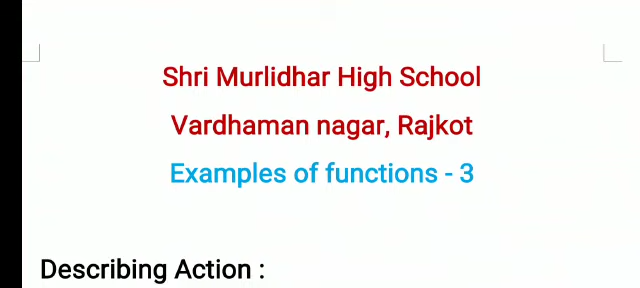 Shri Murlidhar High School
Vardhaman nagar, Rajkot
Examples of functions - 3
Describing Action :